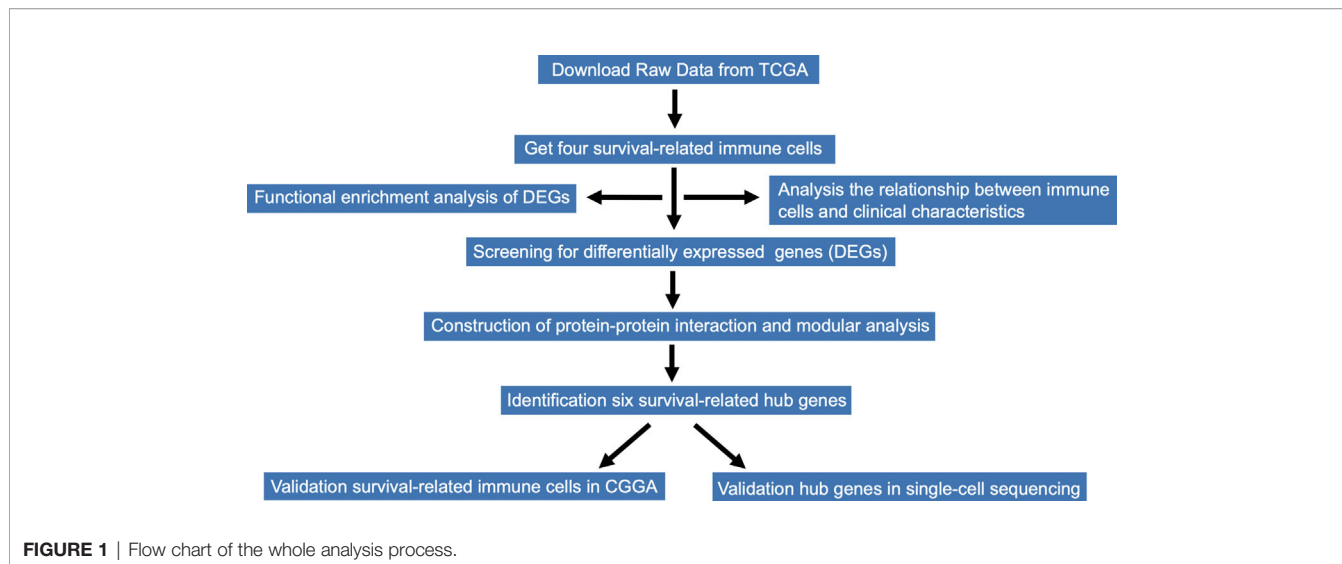 Download Raw Data from TCGA
Get four survival-related immune cells
Functional enrichment analysis of DEGs
Analysis the relationship between immune
cells and clinical characteristics
Screening for differentially expressed genes (DEGs)
Construction of protein-protein interaction and modular analysis
Identification six survival-related hub genes
Validation survival-related immune cells in CGGA
Validation hub genes in single-cell sequencing
FIGURE 1 | Flow chart of the whole analysis process.